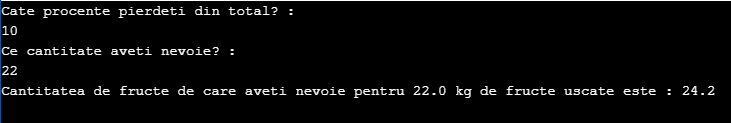 Cate procente pierdeti din total? :
10
Ce cantitate aveti nevoie? :
22
Cantitatea de fructe de care aveti nevoie pentru 22.0 kg de fructe uscate este : 24.2